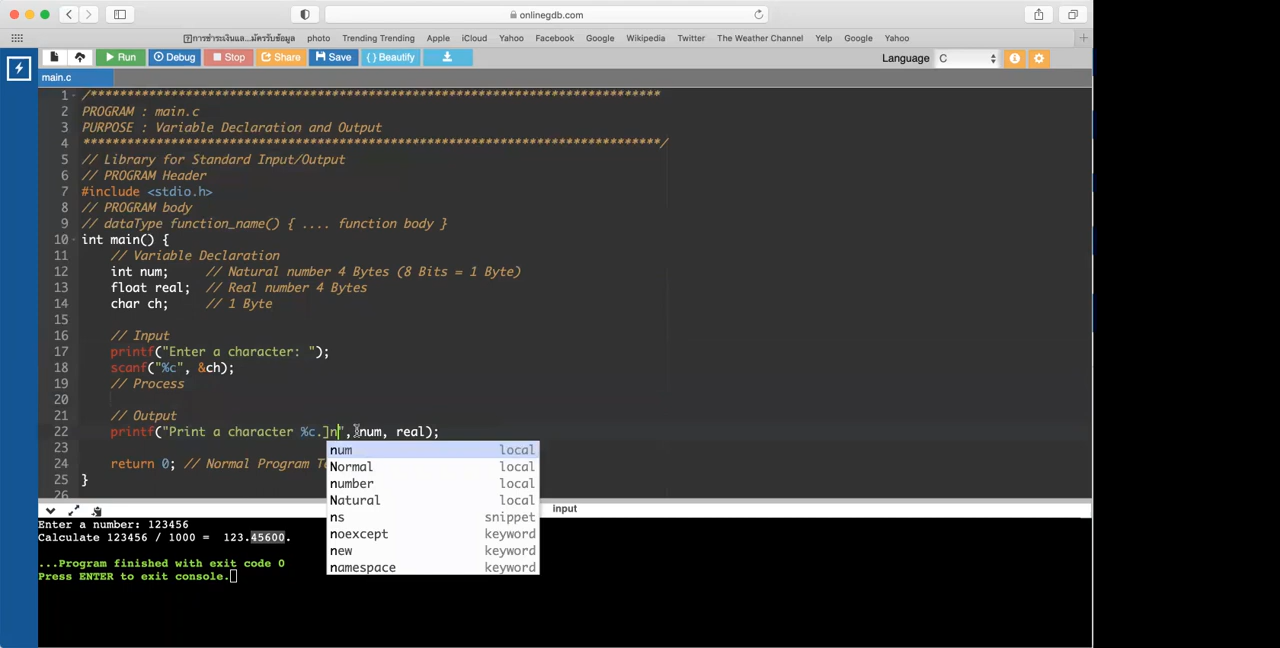 onlinegdb.com
การชำระเงินแล...มัครรับข้อมูล photo Trending Trending Apple iCloud Yahoo Facebook Google Wikipedia Twitter The Weather Channel Yelp Google Yahoo
Run Debug Stop Share Save { } Beautify Language C
main.c
1 /******************************************************************************
2 PROGRAM : main.c
3 PURPOSE : Variable Declaration and Output
4 *******************************************************************************/
5 // Library for Standard Input/Output
6 // PROGRAM Header
7 #include <stdio.h>
8 // PROGRAM body
9 // dataType function_name() { .... function body }
10 int main() {
11 // Variable Declaration
12 int num; // Natural number 4 Bytes (8 Bits = 1 Byte)
13 float real; // Real number 4 Bytes
14 char ch; // 1 Byte
15
16 // Input
17 printf("Enter a character: ");
18 scanf("%c", &ch);
19 // Process
20
21 // Output
22 printf("Print a character %c.]n", num, real);
23
24 return 0; // Normal Program T
25 }
26
num local
Normal local
number local
Natural local
ns snippet
noexcept keyword
new keyword
namespace keyword
input
Enter a number: 123456
Calculate 123456 / 1000 = 123.45600.
...Program finished with exit code 0
Press ENTER to exit console.